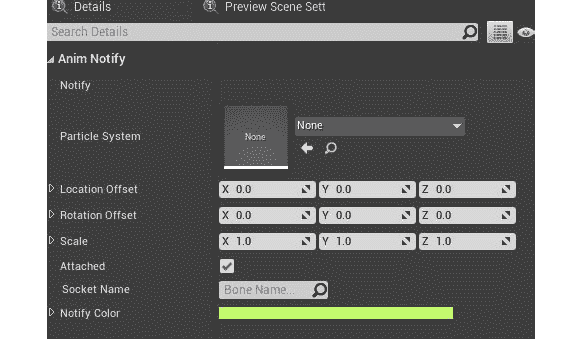 Details Preview Scene Sett
Search Details
Anim Notify
Notify
Particle System None None
Location Offset X 0.0 Y 0.0 Z 0.0
Rotation Offset X 0.0 Y 0.0 Z 0.0
Scale X 1.0 Y 1.0 Z 1.0
Attached
Socket Name Bone Name...
Notify Color